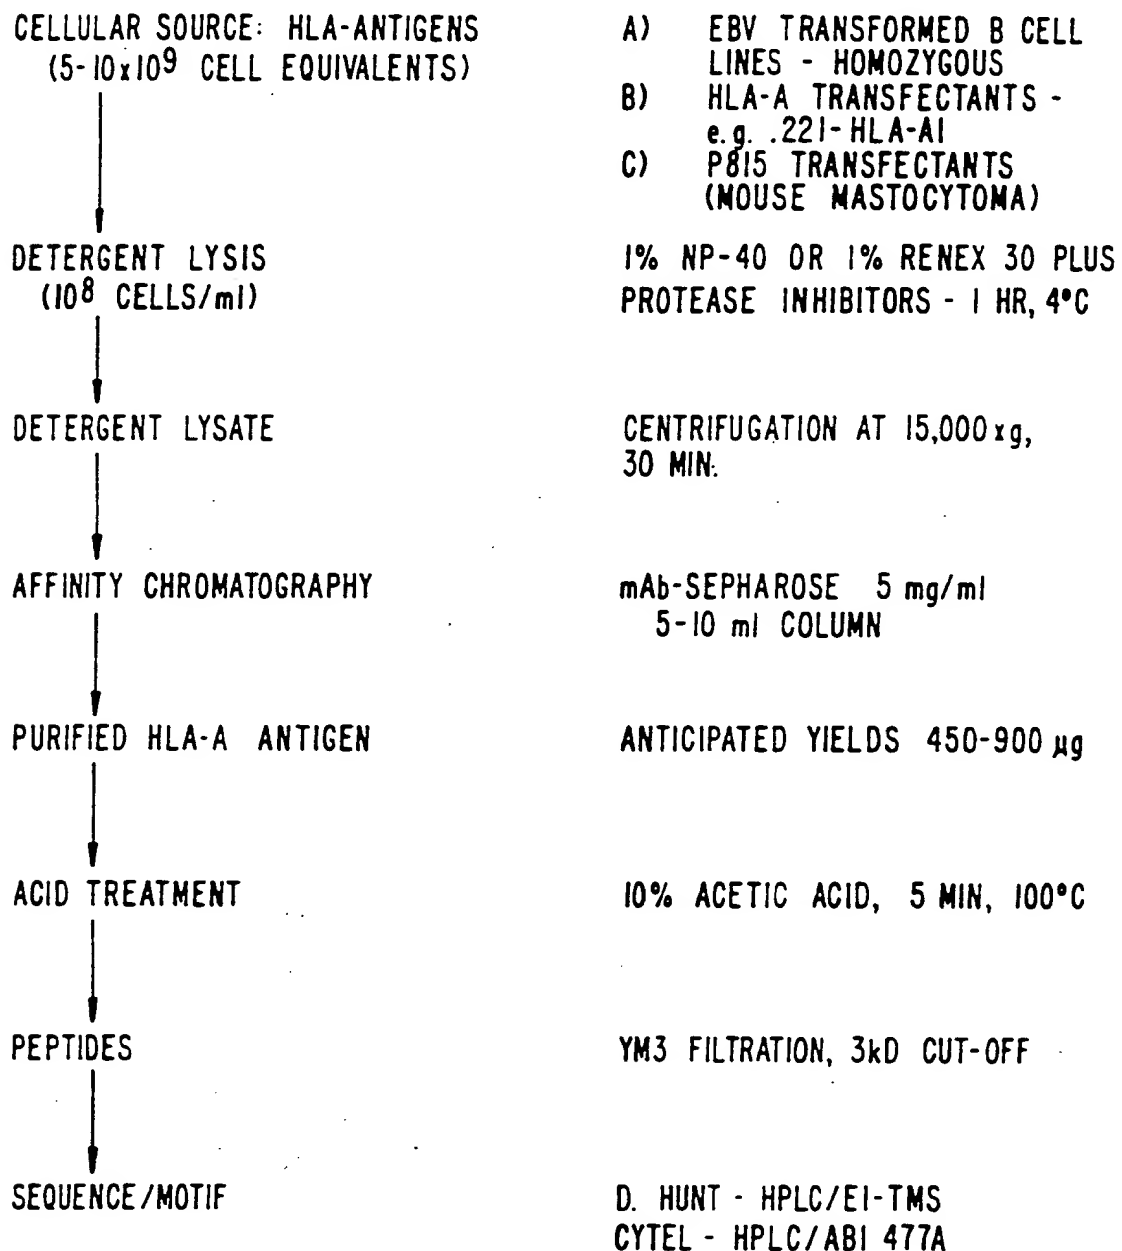 CELLULAR SOURCE: HLA-ANTIGENS
(5-10x10^9 CELL EQUIVALENTS)
A) EBV TRANSFORMED B CELL
LINES - HOMOZYGOUS
B) HLA-A TRANSFECTANTS -
e.g. .221-HLA-A1
C) P815 TRANSFECTANTS
(MOUSE MASTOCYTOMA)
DETERGENT LYSIS
(10^8 CELLS/ml)
1% NP-40 OR 1% RENEX 30 PLUS
PROTEASE INHIBITORS - 1 HR, 4°C
DETERGENT LYSATE
CENTRIFUGATION AT 15,000xg,
30 MIN.
AFFINITY CHROMATOGRAPHY
mAb-SEPHAROSE 5 mg/ml
5-10 ml COLUMN
PURIFIED HLA-A ANTIGEN
ANTICIPATED YIELDS 450-900 µg
ACID TREATMENT
10% ACETIC ACID, 5 MIN, 100°C
PEPTIDES
YM3 FILTRATION, 3kD CUT-OFF
SEQUENCE/MOTIF
D. HUNT - HPLC/EI-TMS
CYTEL - HPLC/ABI 477A